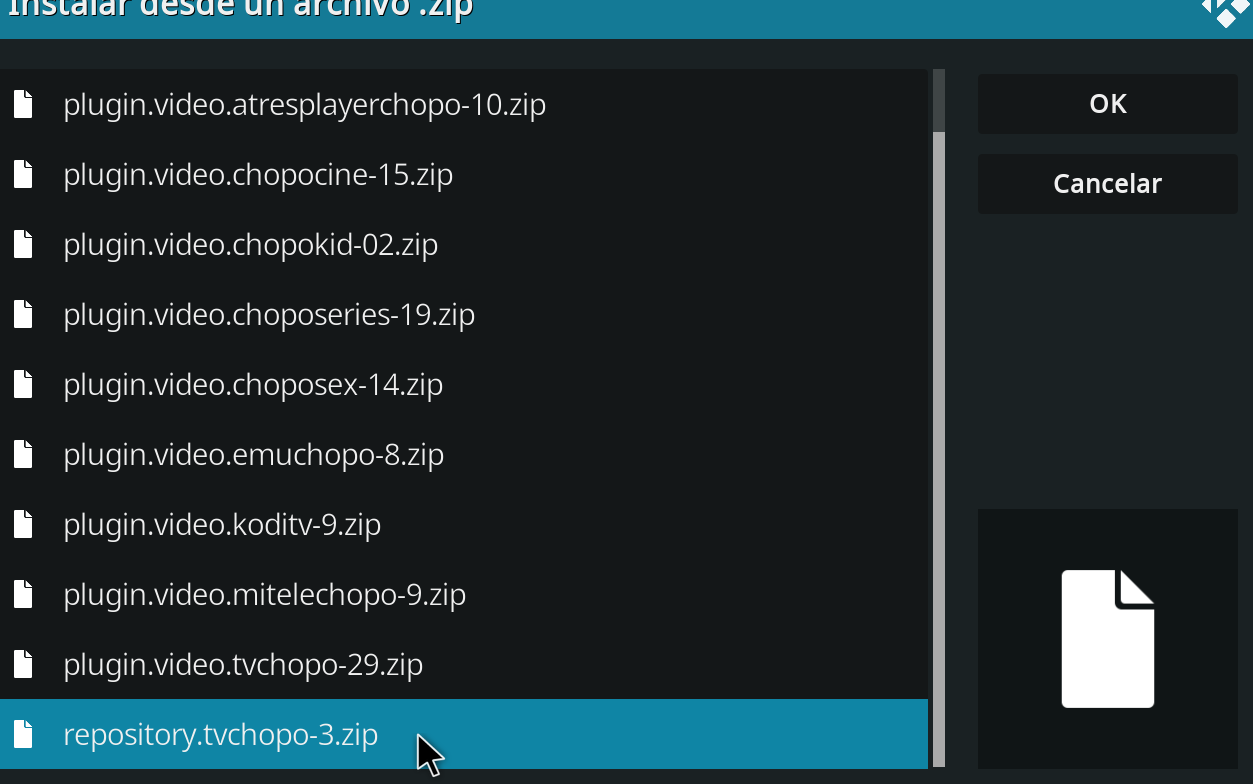 Instalar desde un archivo .zip
plugin.video.atresplayerchopo-10.zip
plugin.video.chopocine-15.zip
plugin.video.chopokid-02.zip
plugin.video.choposeries-19.zip
plugin.video.choposex-14.zip
plugin.video.emuchopo-8.zip
plugin.video.koditv-9.zip
plugin.video.mitelechopo-9.zip
plugin.video.tvchopo-29.zip
repository.tvchopo-3.zip
OK
Cancelar